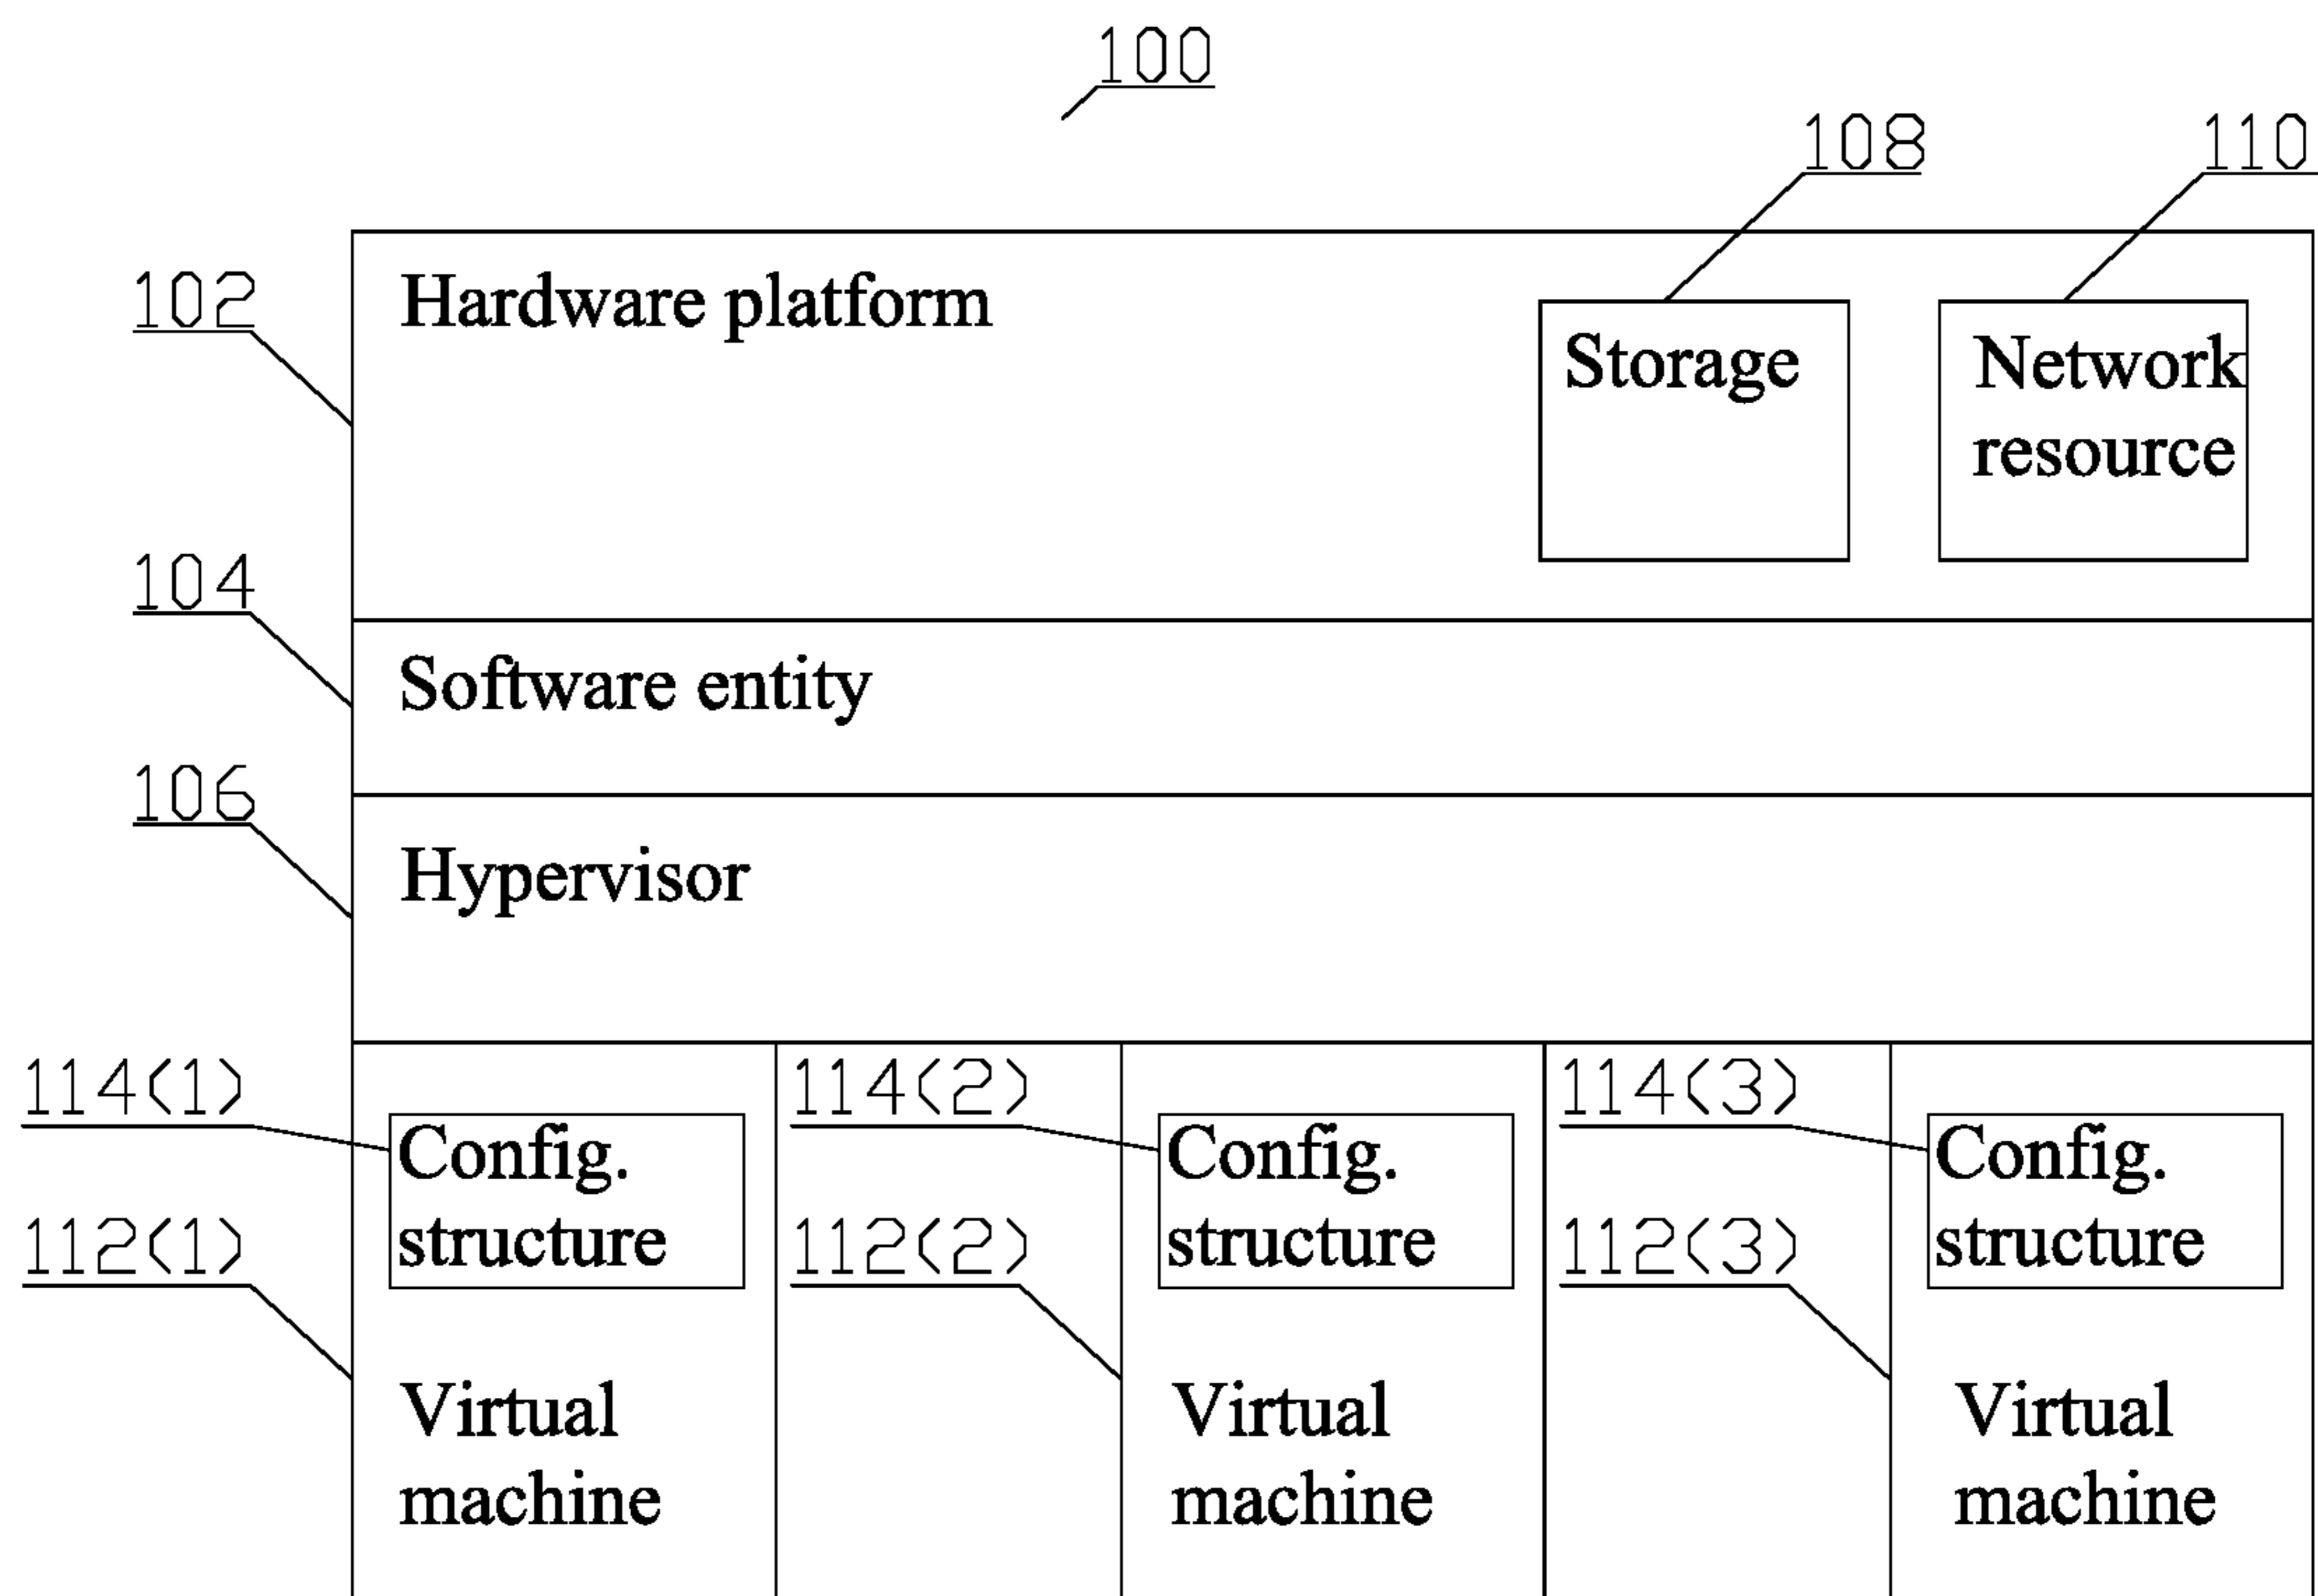 100
108
110
102
Hardware platform
Storage
Network
resource
104
Software entity
106
Hypervisor
114(1)
Config.
structure
112(1)
Virtual
machine
114(2)
Config.
structure
112(2)
Virtual
machine
114(3)
Config.
structure
112(3)
Virtual
machine